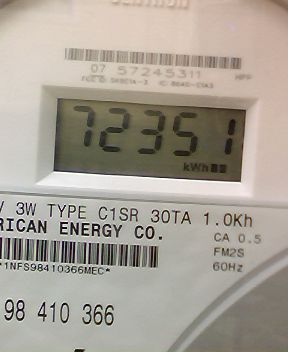 CENTRON
07 57245311
72351
kWh
V 3W TYPE C1SR 30TA 1.0Kh
RICAN ENERGY CO.
CA 0.5
FM2S
60Hz
*1NFS98410366MEC*
98 410 366